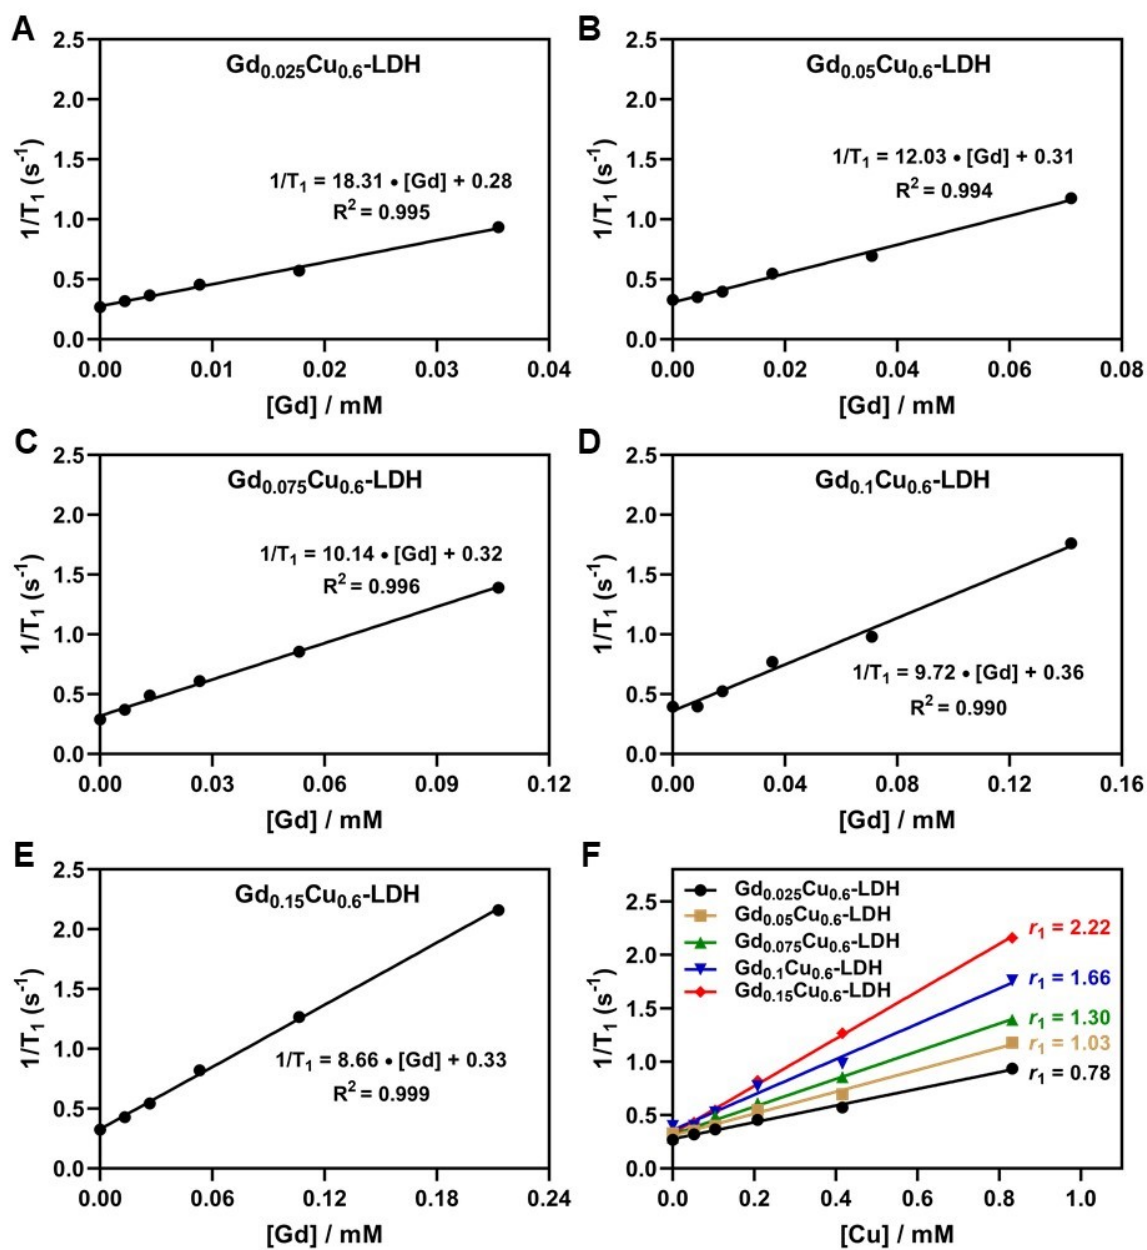 A
Gd0.025Cu0.6-LDH
1/T1 (s-1)
2.5
2.0
1.5
1.0
0.5
0.0
1/T1 = 18.31 • [Gd] + 0.28
R2 = 0.995
0.00 0.01 0.02 0.03 0.04
[Gd] / mM
B
Gd0.05Cu0.6-LDH
1/T1 (s-1)
2.5
2.0
1.5
1.0
0.5
0.0
1/T1 = 12.03 • [Gd] + 0.31
R2 = 0.994
0.00 0.02 0.04 0.06 0.08
[Gd] / mM
C
Gd0.075Cu0.6-LDH
1/T1 (s-1)
2.5
2.0
1.5
1.0
0.5
0.0
1/T1 = 10.14 • [Gd] + 0.32
R2 = 0.996
0.00 0.03 0.06 0.09 0.12
[Gd] / mM
D
Gd0.1Cu0.6-LDH
1/T1 (s-1)
2.5
2.0
1.5
1.0
0.5
0.0
1/T1 = 9.72 • [Gd] + 0.36
R2 = 0.990
0.00 0.04 0.08 0.12 0.16
[Gd] / mM
E
Gd0.15Cu0.6-LDH
1/T1 (s-1)
2.5
2.0
1.5
1.0
0.5
0.0
1/T1 = 8.66 • [Gd] + 0.33
R2 = 0.999
0.00 0.06 0.12 0.18 0.24
[Gd] / mM
F
1/T1 (s-1)
2.5
2.0
1.5
1.0
0.5
0.0
Gd0.025Cu0.6-LDH
Gd0.05Cu0.6-LDH
Gd0.075Cu0.6-LDH
Gd0.1Cu0.6-LDH
Gd0.15Cu0.6-LDH
r1 = 2.22
r1 = 1.66
r1 = 1.30
r1 = 1.03
r1 = 0.78
0.0 0.2 0.4 0.6 0.8 1.0
[Cu] / mM